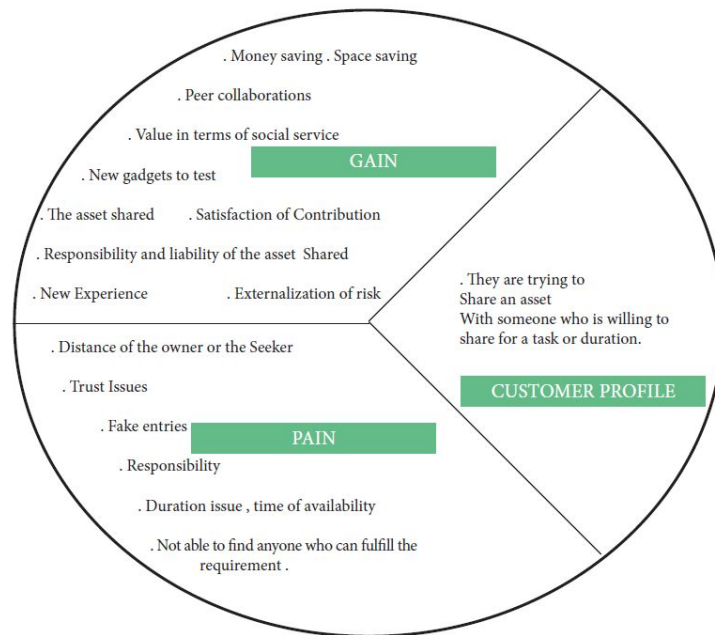 . Money saving . Space saving
. Peer collaborations
. Value in terms of social service
GAIN
. New gadgets to test
. The asset shared . Satisfaction of Contribution
. Responsibility and liability of the asset Shared
. New Experience . Externalization of risk
. They are trying to
Share an asset
With someone who is willing to
share for a task or duration.
CUSTOMER PROFILE
. Distance of the owner or the Seeker
. Trust Issues
. Fake entries
PAIN
. Responsibility
. Duration issue , time of availability
. Not able to find anyone who can fulfill the
requirement .